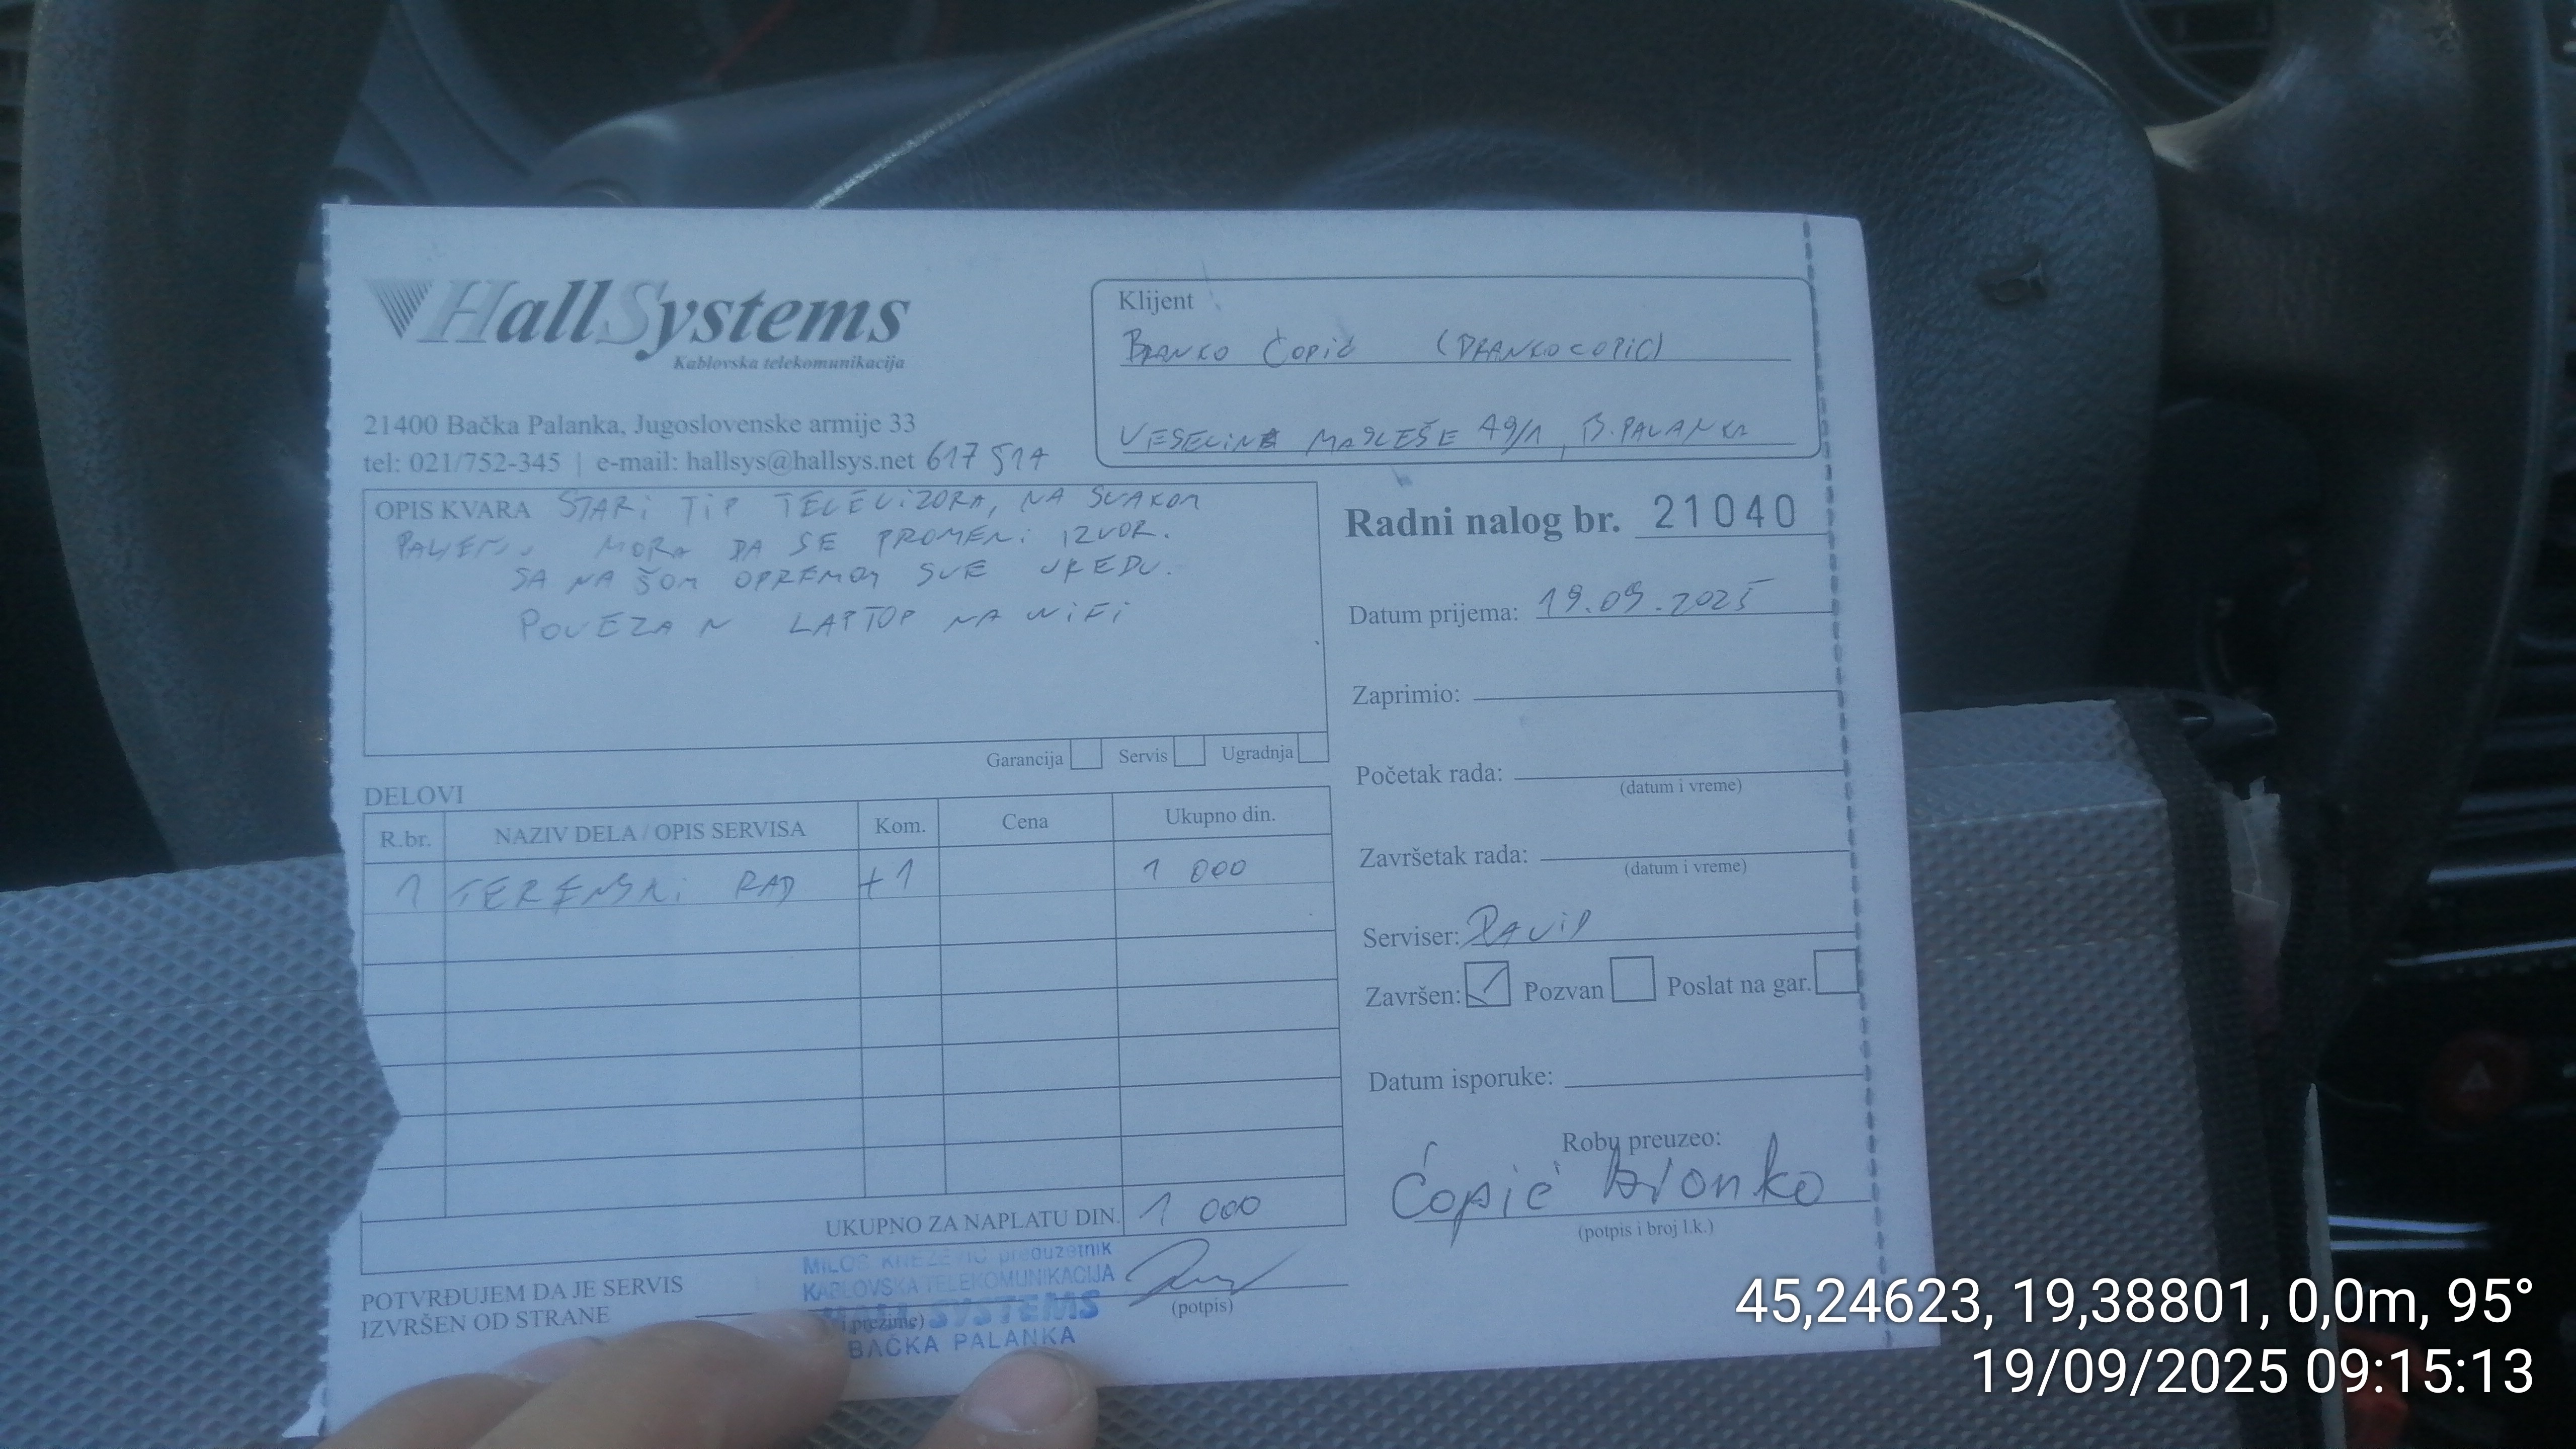 HallSystems
Kablovska telekomunikacija
21400 Bačka Palanka, Jugoslovenske armije 33
tel: 021/752-345 | e-mail: hallsys@hallsys.net 617 514
Klijent
BRANKO ĆOPIĆ (BRANKOCOPIC)
VESELINA MASLEŠE 49/1, B. PALANKA
OPIS KVARA STARI TIP TELEVIZORA, NA SVAKOM
PALJENJU MORA DA SE PROMENI IZVOR.
SA NAŠOM OPREMOM SVE UREDU.
POVEZAN LAPTOP NA WIFI
Garancija Servis Ugradnja
Radni nalog br. 21040
Datum prijema: 19.09.2025
Zaprimio:
Početak rada:
(datum i vreme)
Završetak rada:
(datum i vreme)
Serviser: DAVID
Završen: ✓ Pozvan Poslat na gar.
Datum isporuke:
Robu preuzeo:
Ćopić Branko
(potpis i broj l.k.)
DELOVI
R.br. NAZIV DELA / OPIS SERVISA Kom. Cena Ukupno din.
1 TERENSKI RAD +1 1 000
UKUPNO ZA NAPLATU DIN. 1 000
POTVRĐUJEM DA JE SERVIS
IZVRŠEN OD STRANE
i prezime)
(potpis)
MILOŠ preduzetnik
KABLOVSKA TELEKOMUNIKACIJA
HALL SYSTEMS
BAČKA PALANKA
45,24623, 19,38801, 0,0m, 95°
19/09/2025 09:15:13